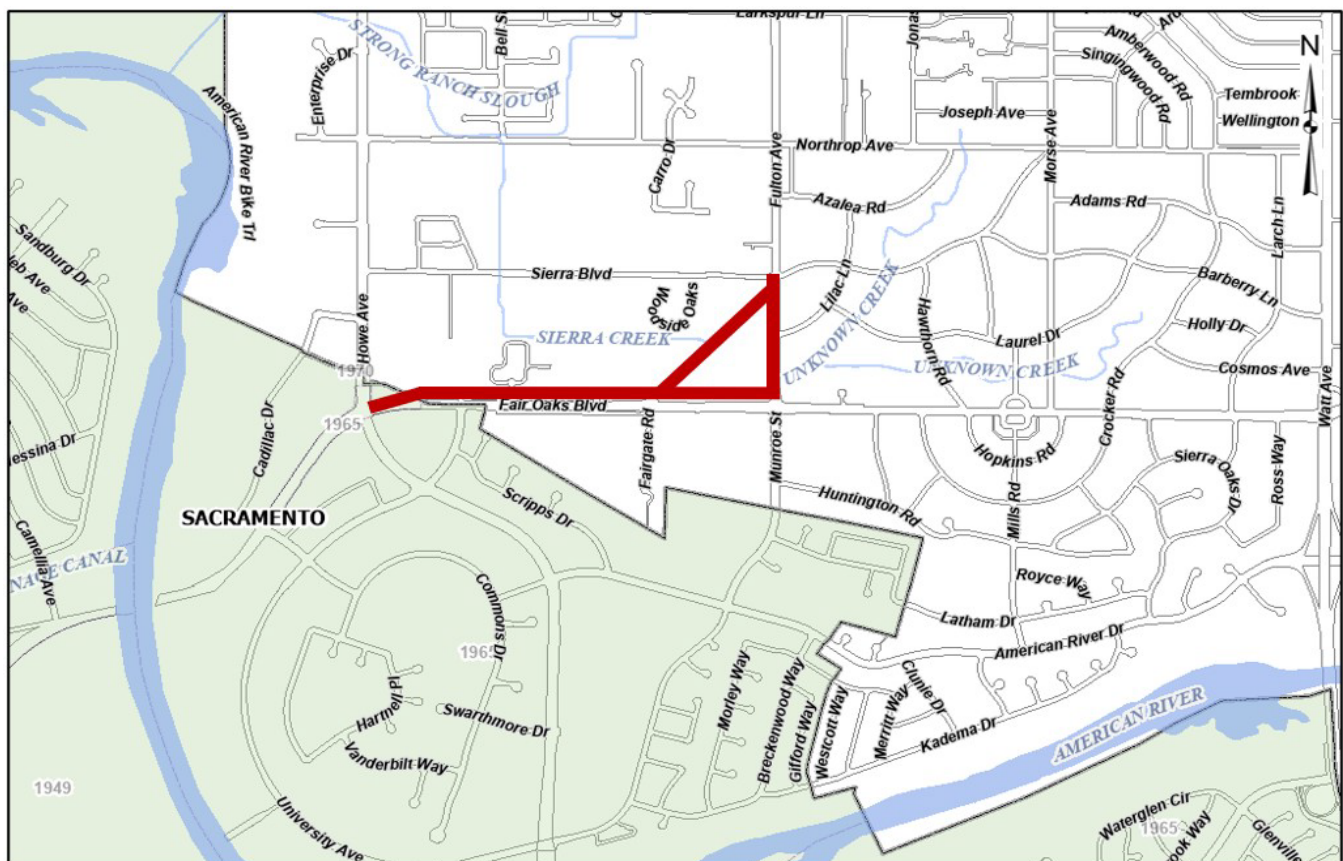 Larkspur Ln
N
Enterprise Dr
Bell St
STRONG RANCH SLOUGH
Amberwood Rd
Singingwood Rd
Tembrook
Wellington
Joseph Ave
American River Bike Trl
Northrop Ave
Carro Dr
Fulton Ave
Morse Ave
Azalea Rd
Adams Rd
Larch Ln
Sandburg Dr
Sierra Blvd
Woodside Oaks
Lilac Ln
Barberry Ln
Howe Ave
SIERRA CREEK
UNKNOWN CREEK
Hawthorn Rd
Laurel Dr
Holly Dr
UNKNOWN CREEK
Cosmos Ave
1970
Cadillac Dr
1965
Fair Oaks Blvd
Fairgate Rd
Munroe St
Crocker Rd
Watt Ave
Hopkins Rd
Sierra Oaks Dr
Ross Way
Scripps Dr
Huntington Rd
Mills Rd
SACRAMENTO
Camellia Ave
Commons Dr
Royce Way
Latham Dr
American River Dr
1965
Hartnell Pl
Swarthmore Dr
Vanderbilt Way
Morley Way
Breckenwood Way
Gifford Way
Westcott Way
Merritt Way
Clunie Dr
Kadema Dr
AMERICAN RIVER
1949
University Ave
Waterglen Cir
1965